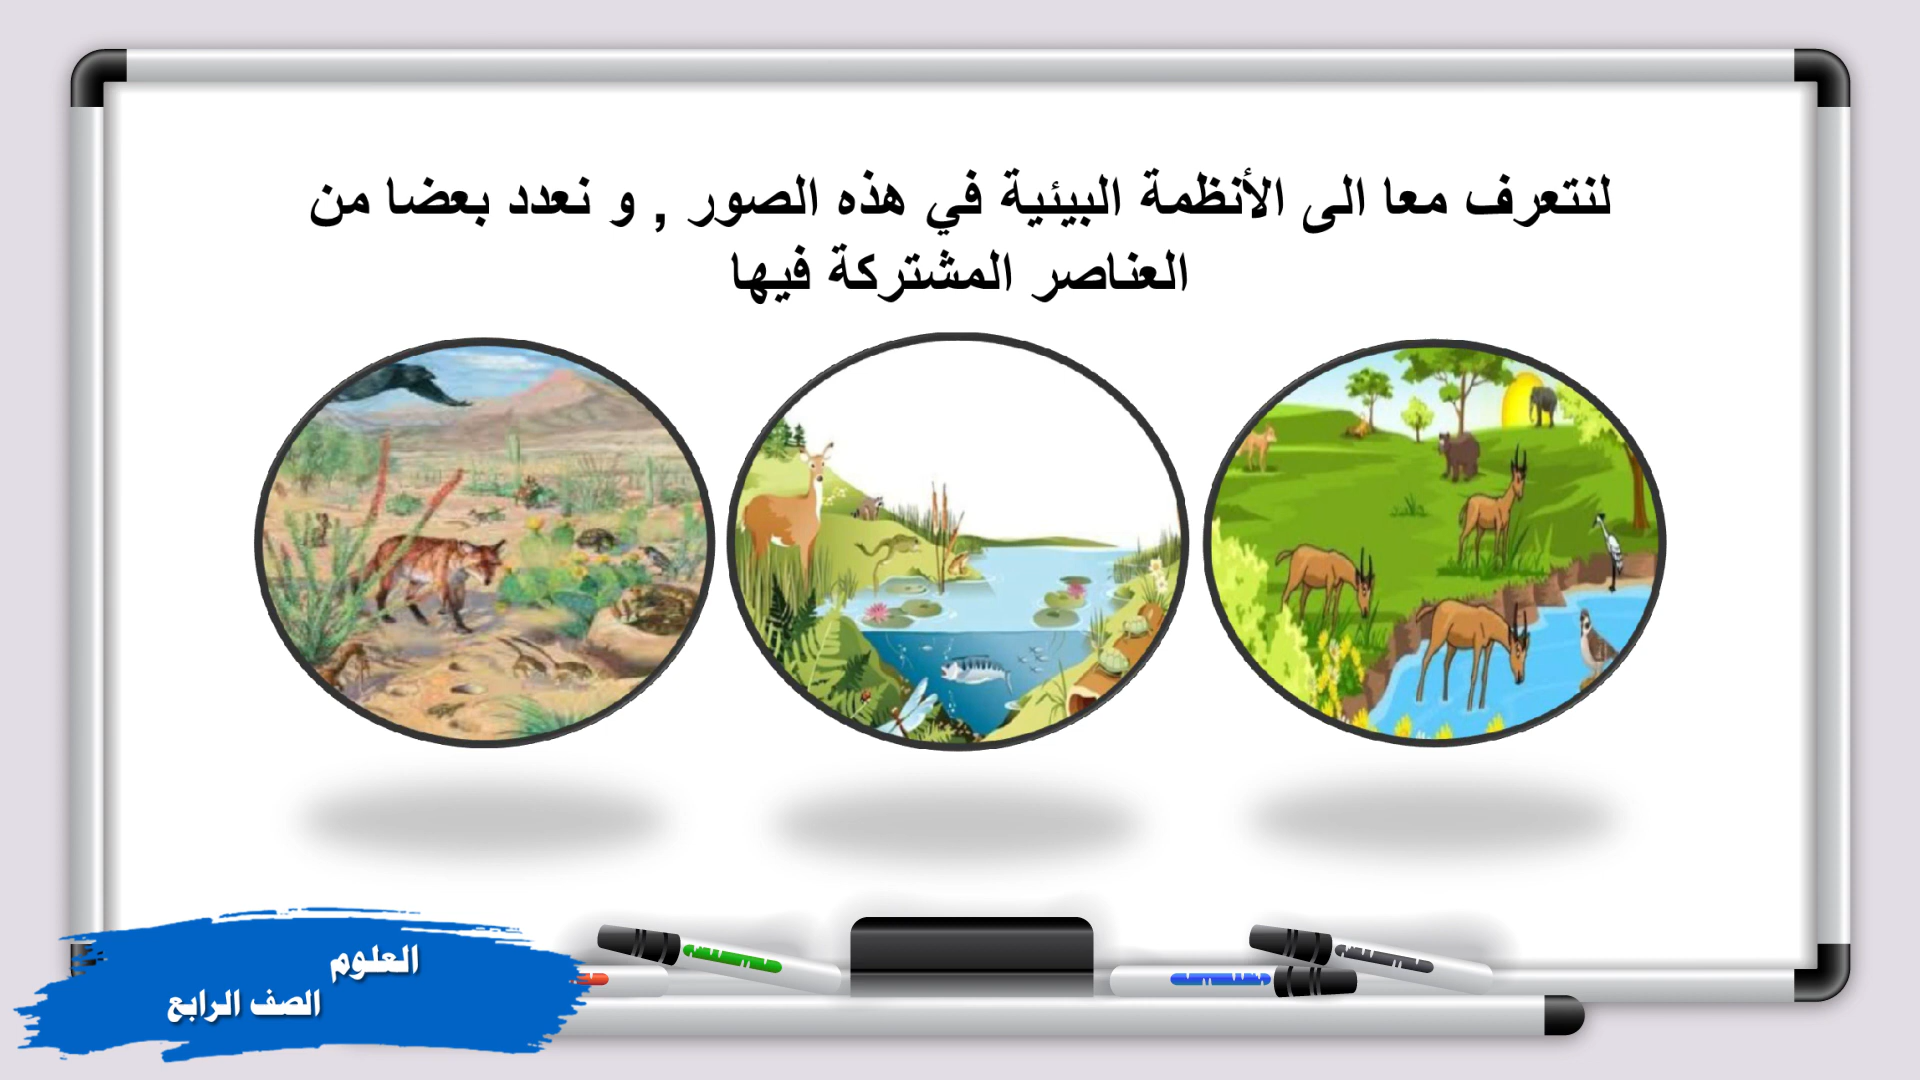 لنتعرف معا الى الأنظمة البيئية في هذه الصور , و نعدد بعضا من
العناصر المشتركة فيها
العلوم
الصف الرابع